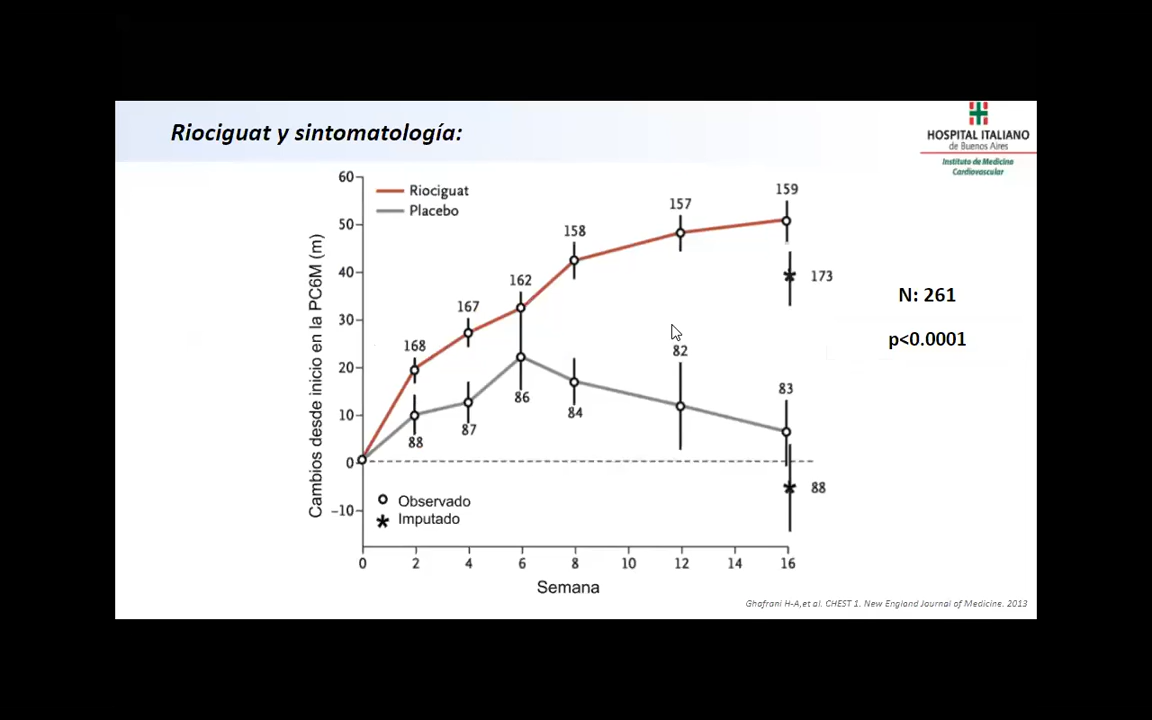 Riociguat y sintomatología:
HOSPITAL ITALIANO
de Buenos Aires
Instituto de Medicina
Cardiovascular
Cambios desde inicio en la PC6M (m)
60
50
40
30
20
10
0
−10
Riociguat
Placebo
168
167
162
158
157
159
173
88
87
86
84
82
83
88
Observado
Imputado
0 2 4 6 8 10 12 14 16
Semana
N: 261
p<0.0001
Ghofrani H-A,et al. CHEST 1. New England Journal of Medicine. 2013